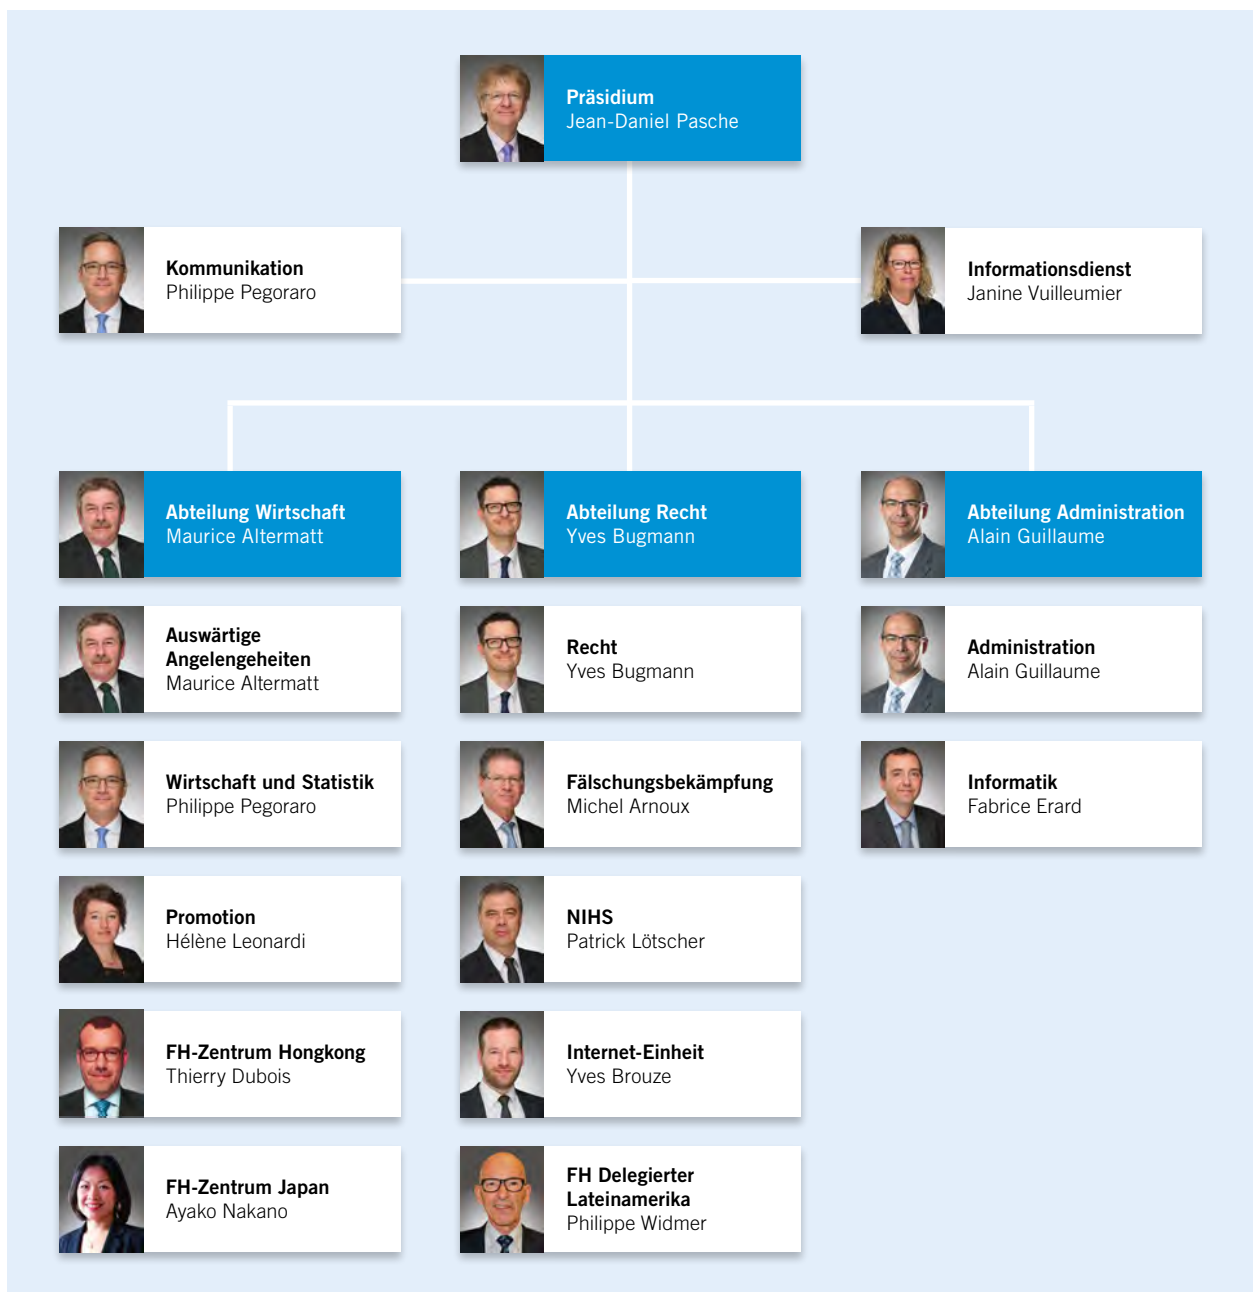 Präsidium
Jean-Daniel Pasche
Kommunikation
Philippe Pegoraro
Informationsdienst
Janine Vuilleumier
Abteilung Wirtschaft
Maurice Altermatt
Auswärtige
Angelengeheiten
Maurice Altermatt
Wirtschaft und Statistik
Philippe Pegoraro
Promotion
Hélène Leonardi
FH-Zentrum Hongkong
Thierry Dubois
FH-Zentrum Japan
Ayako Nakano
Abteilung Recht
Yves Bugmann
Recht
Yves Bugmann
Fälschungsbekämpfung
Michel Arnoux
NIHS
Patrick Lötscher
Internet-Einheit
Yves Brouze
FH Delegierter
Lateinamerika
Philippe Widmer
Abteilung Administration
Alain Guillaume
Administration
Alain Guillaume
Informatik
Fabrice Erard